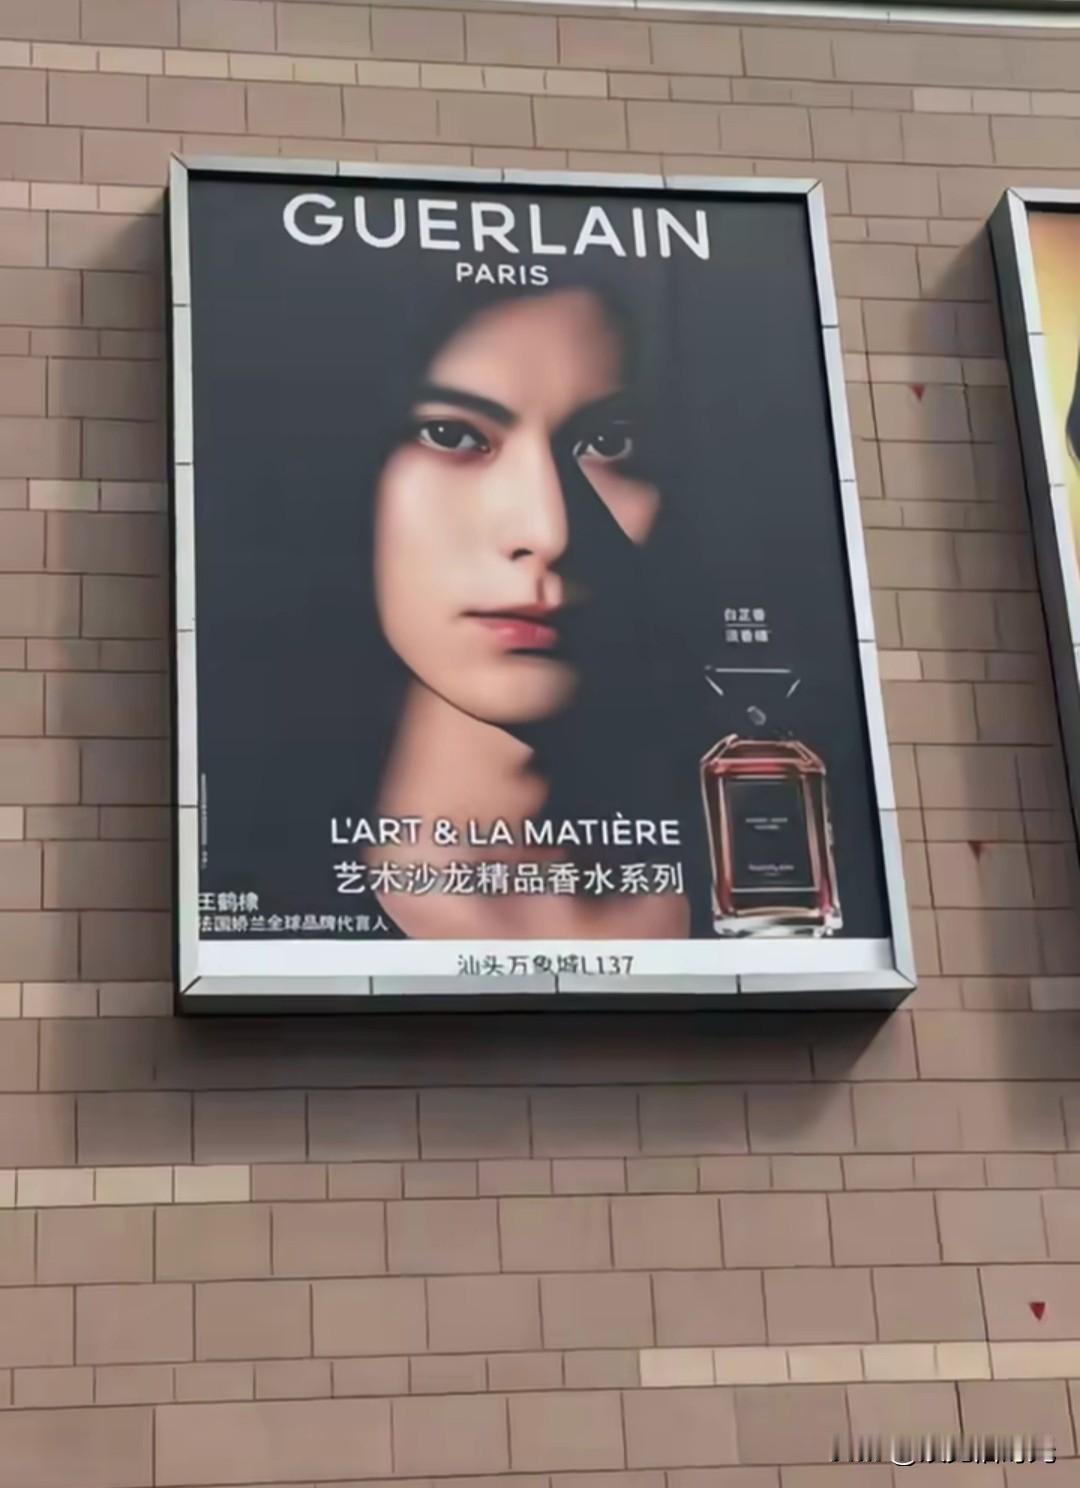 GUERLAIN
PARIS
白芷香
淡香精
L'ART & LA MATIÈRE
艺术沙龙精品香水系列
王鹤棣
法国娇兰全球品牌代言人
汕头万象城L137